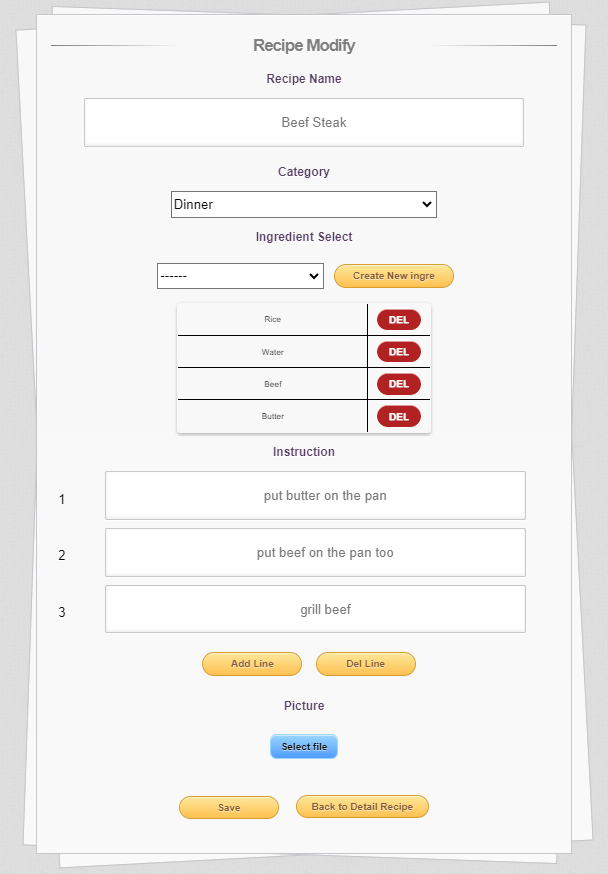 Recipe Modify
Recipe Name
Beef Steak
Category
Dinner
Ingredient Select
------ Create New ingre
Rice DEL
Water DEL
Beef DEL
Butter DEL
Instruction
1 put butter on the pan
2 put beef on the pan too
3 grill beef
Add Line Del Line
Picture
Select file
Save Back to Detail Recipe